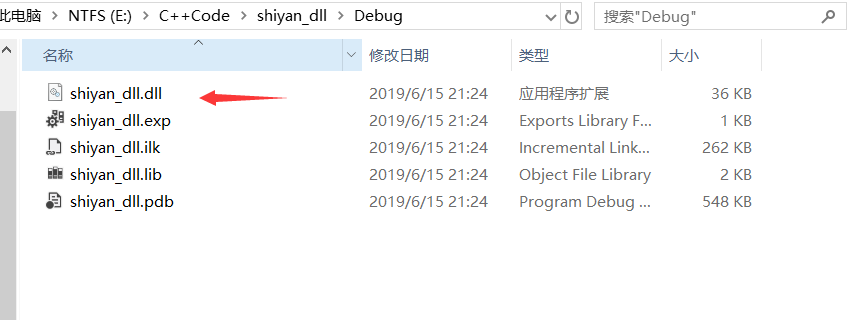 此电脑 > NTFS (E:) > C++Code > shiyan_dll > Debug 搜索"Debug"
名称 修改日期 类型 大小
shiyan_dll.dll 2019/6/15 21:24 应用程序扩展 36 KB
shiyan_dll.exp 2019/6/15 21:24 Exports Library F... 1 KB
shiyan_dll.ilk 2019/6/15 21:24 Incremental Link... 262 KB
shiyan_dll.lib 2019/6/15 21:24 Object File Library 2 KB
shiyan_dll.pdb 2019/6/15 21:24 Program Debug ... 548 KB